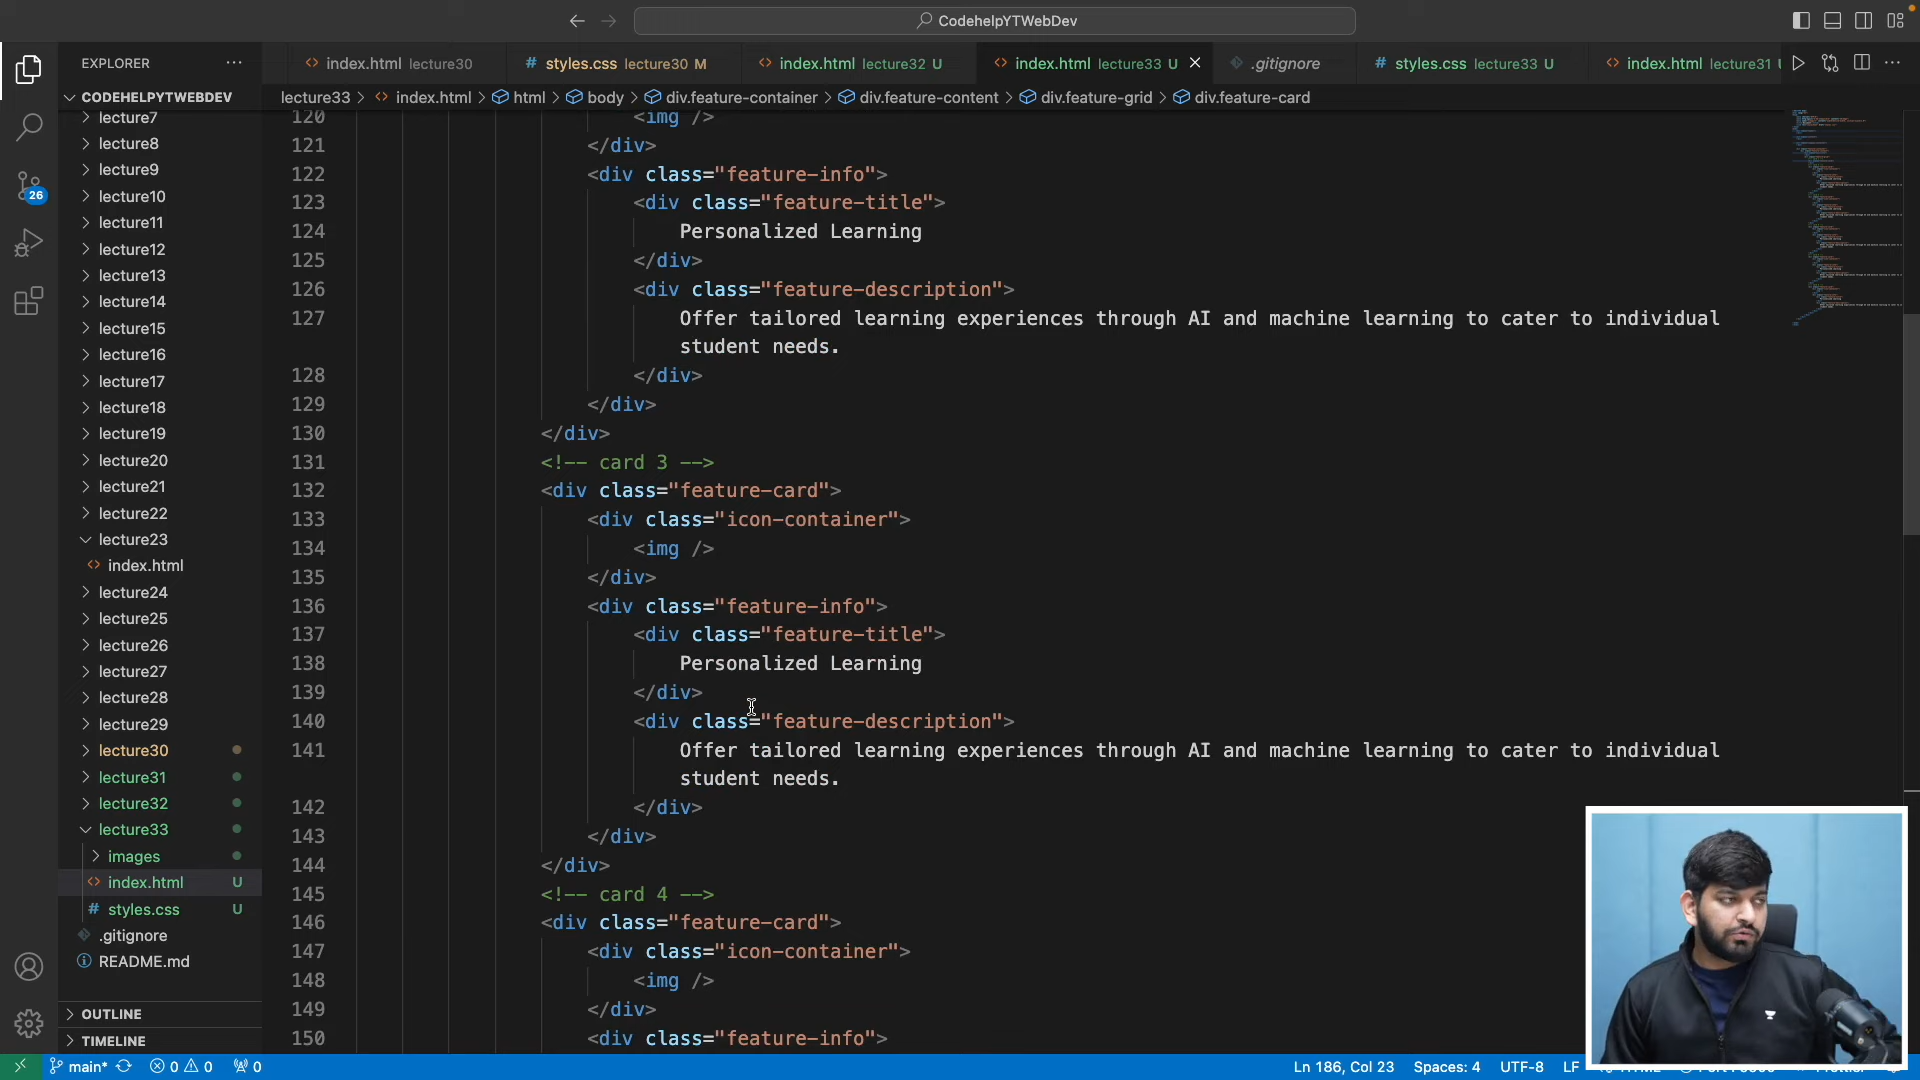 CodehelpYTWebDev
EXPLORER
index.html lecture30
# styles.css lecture30 M
index.html lecture32 U
index.html lecture33 U
.gitignore
# styles.css lecture33 U
index.html lecture31 U
CODEHELPYTWEBDEV
lecture33 > index.html > html > body > div.feature-container > div.feature-content > div.feature-grid > div.feature-card
lecture7
lecture8
lecture9
lecture10
lecture11
lecture12
lecture13
lecture14
lecture15
lecture16
lecture17
lecture18
lecture19
lecture20
lecture21
lecture22
lecture23
index.html
lecture24
lecture25
lecture26
lecture27
lecture28
lecture29
lecture30
lecture31
lecture32
lecture33
images
index.html U
# styles.css U
.gitignore
README.md
OUTLINE
TIMELINE
26
120 <img />
121 </div>
122 <div class="feature-info">
123 <div class="feature-title">
124 Personalized Learning
125 </div>
126 <div class="feature-description">
127 Offer tailored learning experiences through AI and machine learning to cater to individual
student needs.
128 </div>
129 </div>
130 </div>
131 <!-- card 3 -->
132 <div class="feature-card">
133 <div class="icon-container">
134 <img />
135 </div>
136 <div class="feature-info">
137 <div class="feature-title">
138 Personalized Learning
139 </div>
140 <div class="feature-description">
141 Offer tailored learning experiences through AI and machine learning to cater to individual
student needs.
142 </div>
143 </div>
144 </div>
145 <!-- card 4 -->
146 <div class="feature-card">
147 <div class="icon-container">
148 <img />
149 </div>
150 <div class="feature-info">
main* 0 0 0 Ln 186, Col 23 Spaces: 4 UTF-8 LF